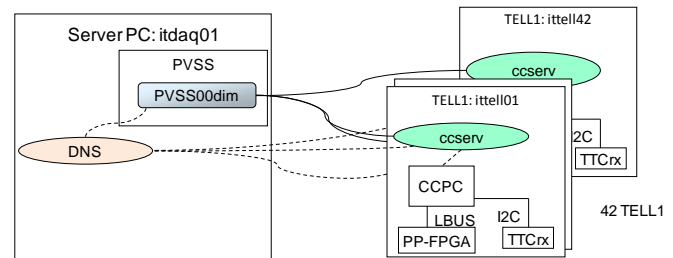 Server PC: itdaq01
PVSS
PVSS00dim
DNS
TELL1: ittell42
ccserv
I2C
TTCrx
TELL1: ittell01
ccserv
CCPC
LBUS
I2C
PP-FPGA
TTCrx
42 TELL1